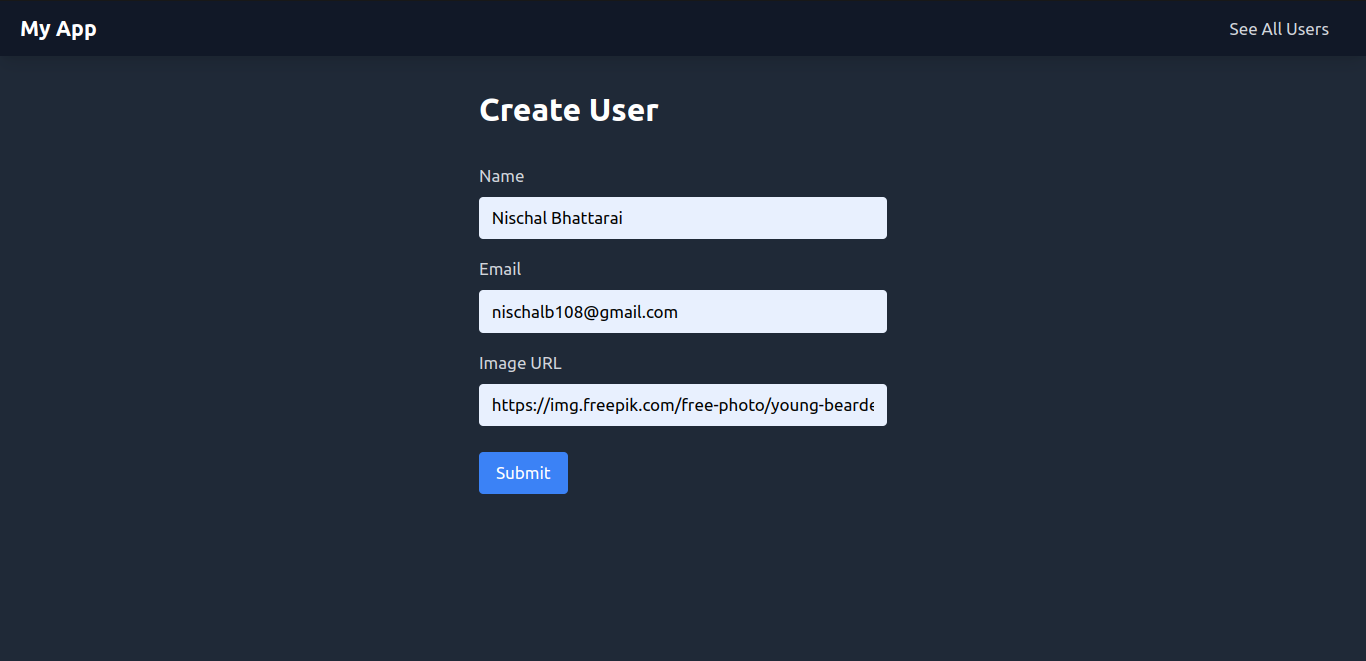 My App
See All Users
Create User
Name
Nischal Bhattarai
Email
nischalb108@gmail.com
Image URL
https://img.freepik.com/free-photo/young-bearde
Submit